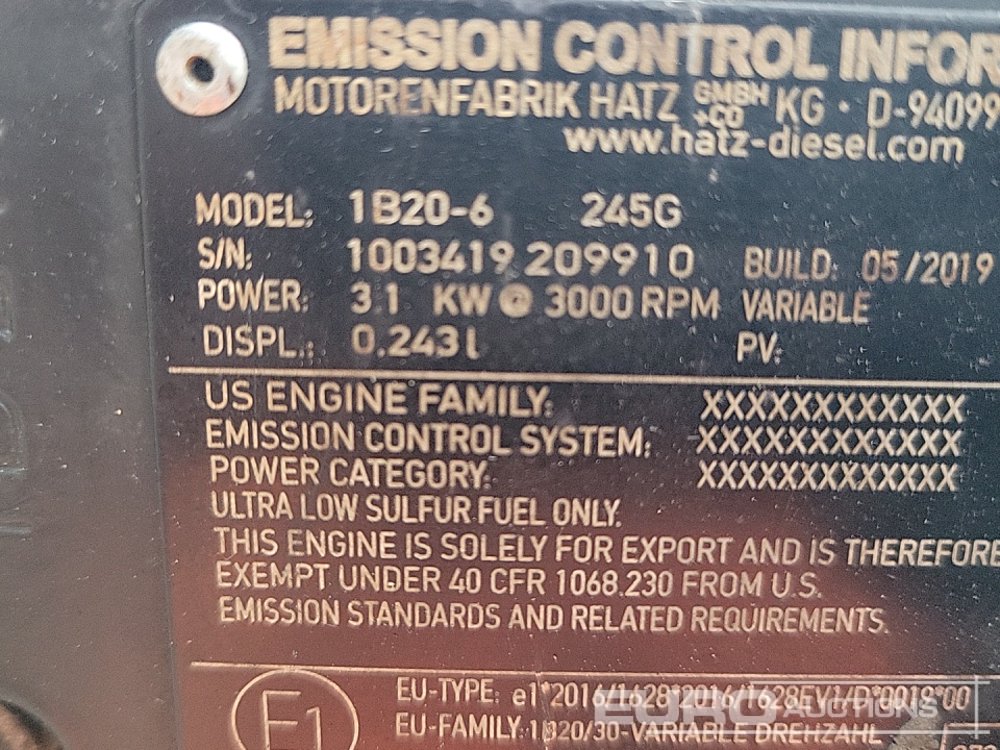 EMISSION CONTROL INFOR
MOTORENFABRIK HATZ GMBH +CO KG · D-94099
www.hatz-diesel.com
MODEL: 1B20-6 245G
S/N: 1003419 209910 BUILD: 05/2019
POWER: 3.1 KW @ 3000 RPM VARIABLE
DISPL.: 0.243 l PV:
US ENGINE FAMILY: XXXXXXXXXXXX
EMISSION CONTROL SYSTEM: XXXXXXXXXXXX
POWER CATEGORY: XXXXXXXXXXXX
ULTRA LOW SULFUR FUEL ONLY.
THIS ENGINE IS SOLELY FOR EXPORT AND IS THEREFORE
EXEMPT UNDER 40 CFR 1068.230 FROM U.S.
EMISSION STANDARDS AND RELATED REQUIREMENTS.
E1
EU-TYPE: e1*2016/1628*2016/1628EV1/D*0019*00
EU-FAMILY: 1B20/30-VARIABLE DREHZAHL
EURO AUCTIONS